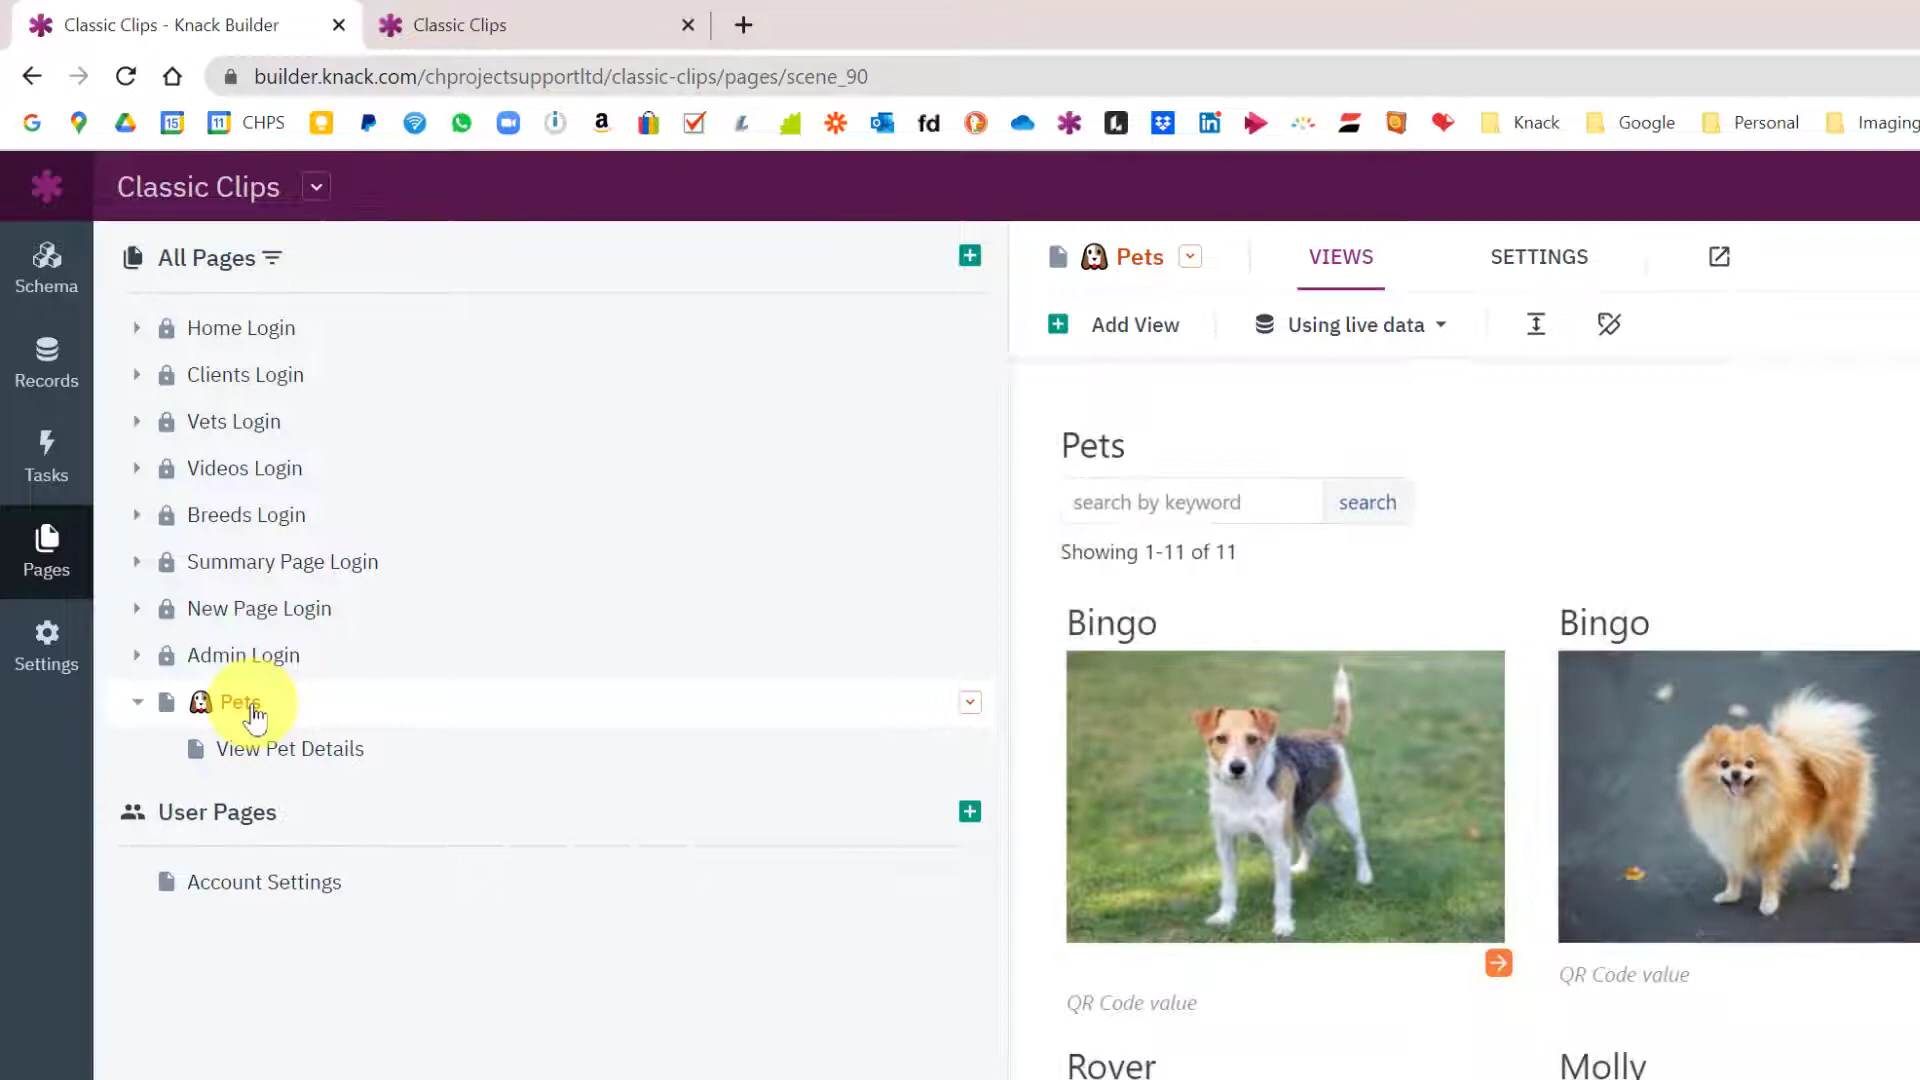 Classic Clips - Knack Builder
Classic Clips
builder.knack.com/chprojectsupportltd/classic-clips/pages/scene_90
15
11 CHPS
fd
Knack
Google
Personal
Imaging
Classic Clips
Schema
Records
Tasks
Pages
Settings
All Pages
Home Login
Clients Login
Vets Login
Videos Login
Breeds Login
Summary Page Login
New Page Login
Admin Login
Pets
View Pet Details
User Pages
Account Settings
Pets
VIEWS
SETTINGS
Add View
Using live data
Pets
search by keyword
search
Showing 1-11 of 11
Bingo
Bingo
QR Code value
QR Code value
Rover
Molly